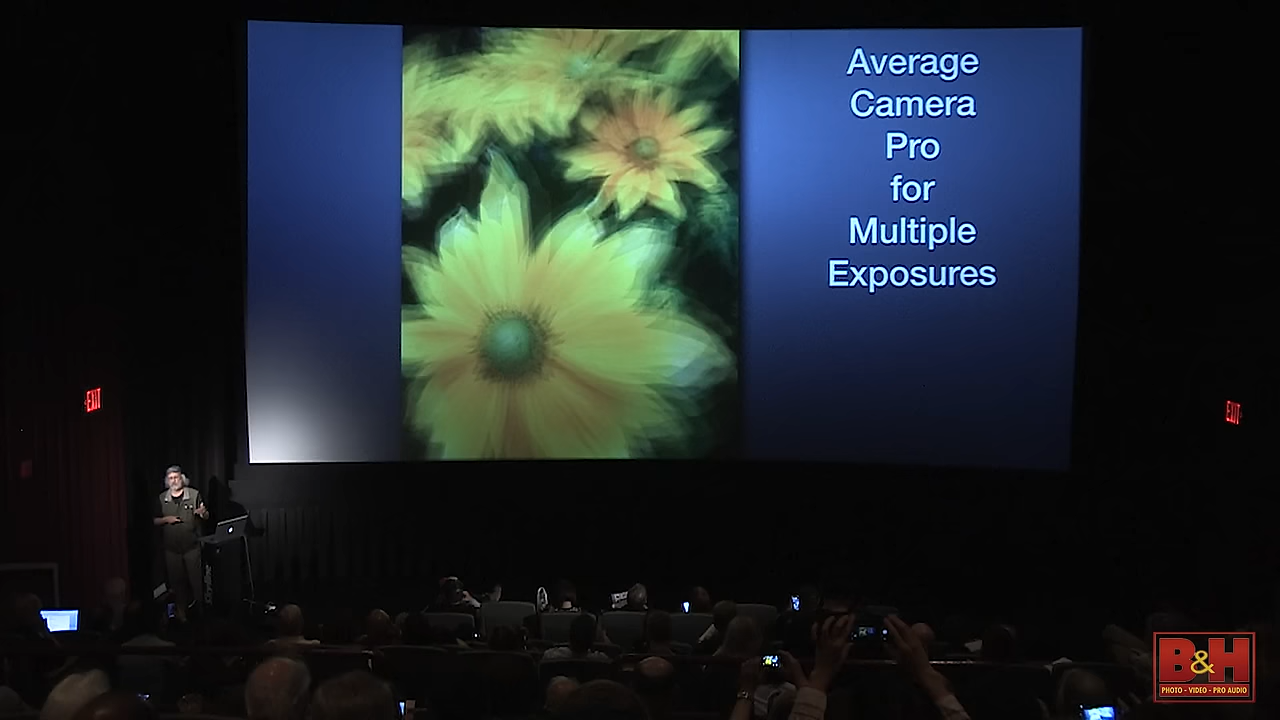 Average
Camera
Pro
for
Multiple
Exposures
EXIT
EXIT
B&H
PHOTO - VIDEO - PRO AUDIO